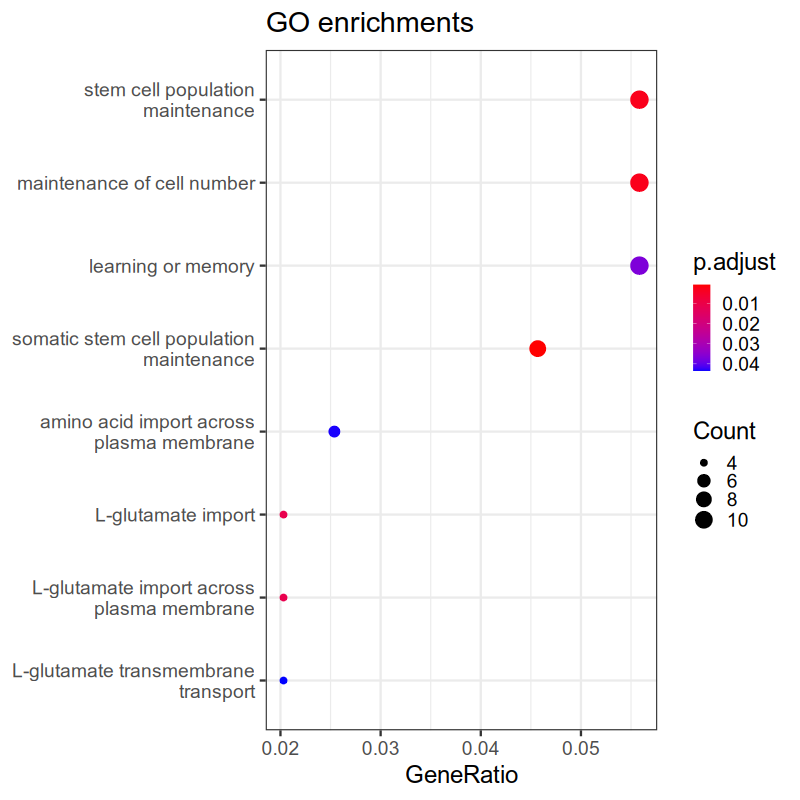 GO enrichments
stem cell population
maintenance
maintenance of cell number
learning or memory
somatic stem cell population
maintenance
amino acid import across
plasma membrane
L-glutamate import
L-glutamate import across
plasma membrane
L-glutamate transmembrane
transport
0.02 0.03 0.04 0.05
GeneRatio
p.adjust
0.01
0.02
0.03
0.04
Count
4
6
8
10